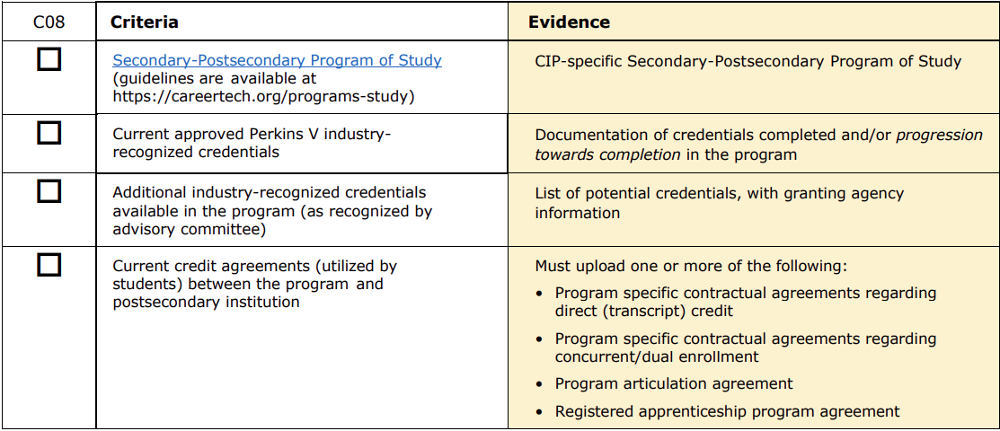 C08
Criteria
Evidence
Secondary-Postsecondary Program of Study
(guidelines are available at
https://careertech.org/programs-study)
CIP-specific Secondary-Postsecondary Program of Study
Current approved Perkins V industry-
recognized credentials
Documentation of credentials completed and/or progression
towards completion in the program
Additional industry-recognized credentials
available in the program (as recognized by
advisory committee)
List of potential credentials, with granting agency
information
Current credit agreements (utilized by
students) between the program and
postsecondary institution
Must upload one or more of the following:
• Program specific contractual agreements regarding
direct (transcript) credit
• Program specific contractual agreements regarding
concurrent/dual enrollment
• Program articulation agreement
• Registered apprenticeship program agreement